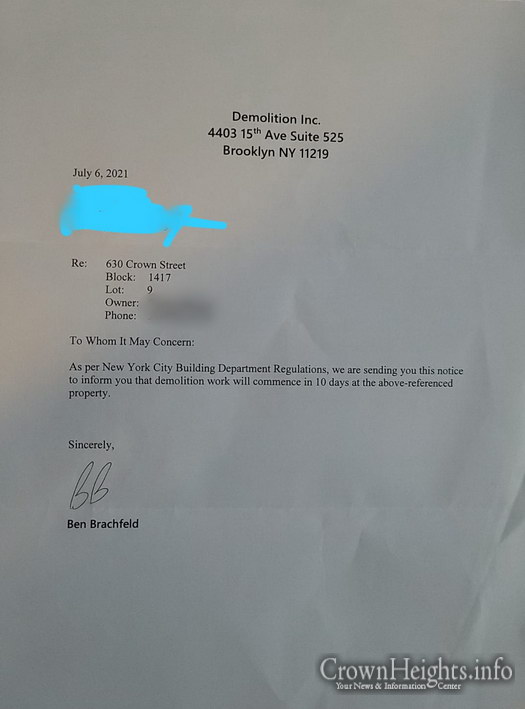 Demolition Inc.
4403 15th Ave Suite 525
Brooklyn NY 11219
July 6, 2021
Re: 630 Crown Street
Block: 1417
Lot: 9
Owner:
Phone:
To Whom It May Concern:
As per New York City Building Department Regulations, we are sending you this notice
to inform you that demolition work will commence in 10 days at the above-referenced
property.
Sincerely,
BB
Ben Brachfeld
CrownHeights.info
Your News & Information Center